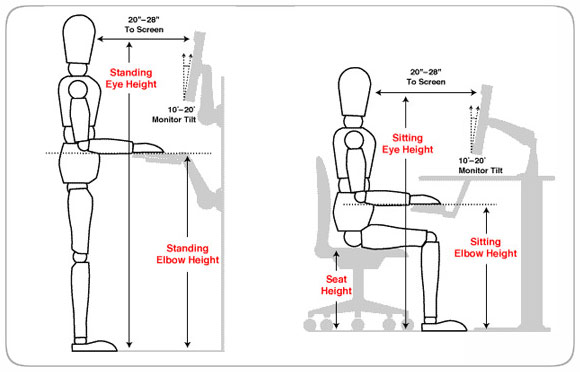 20"–28"
To Screen
Standing
Eye Height
10°–20°
Monitor Tilt
Standing
Elbow Height
20"–28"
To Screen
Sitting
Eye Height
10°–20°
Monitor Tilt
Sitting
Elbow Height
Seat
Height